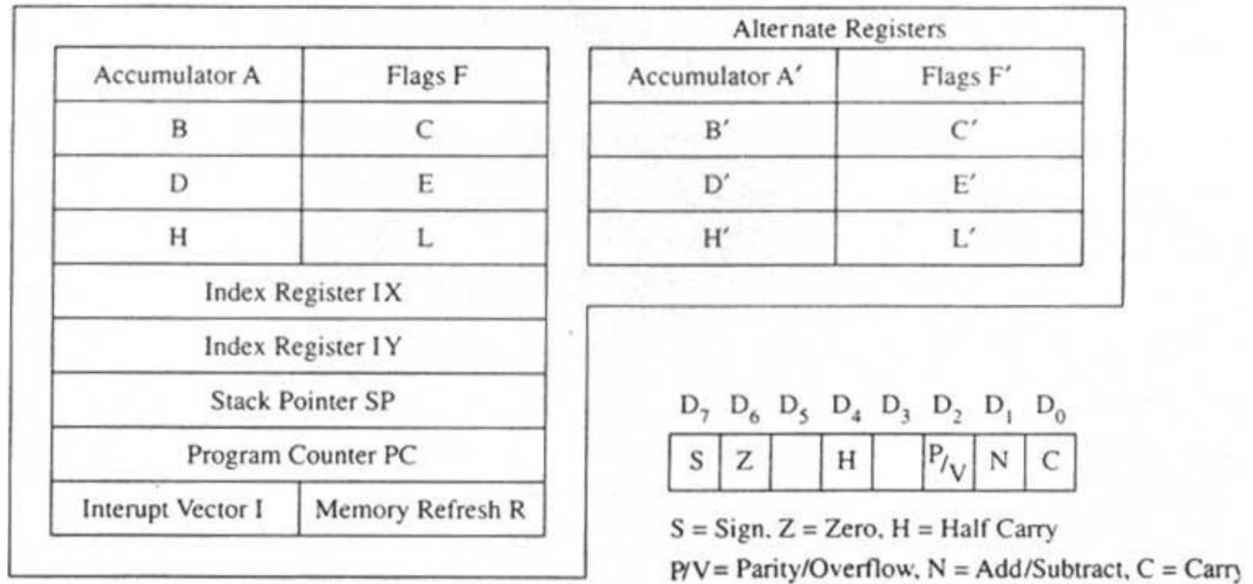 Alternate Registers
Accumulator A Flags F
B C
D E
H L
Index Register IX
Index Register IY
Stack Pointer SP
Program Counter PC
Interupt Vector I Memory Refresh R
Accumulator A′ Flags F′
B′ C′
D′ E′
H′ L′
D₇ D₆ D₅ D₄ D₃ D₂ D₁ D₀
S Z H P/V N C
S = Sign, Z = Zero, H = Half Carry
P/V = Parity/Overflow, N = Add/Subtract, C = Carry